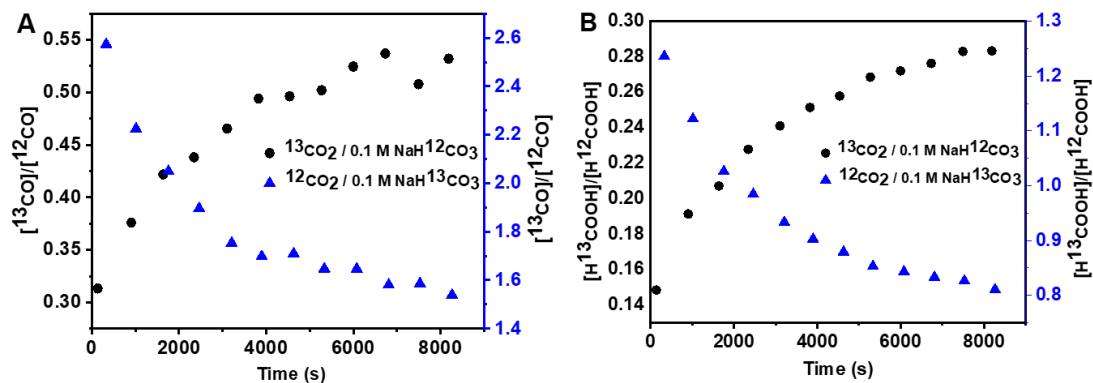 A
[13CO]/[12CO]
0.55
0.50
0.45
0.40
0.35
0.30
13CO2 / 0.1 M NaH12CO3
12CO2 / 0.1 M NaH13CO3
2.6
2.4
2.2
2.0
1.8
1.6
1.4
[13CO]/[12CO]
0 2000 4000 6000 8000
Time (s)
B
[H13COOH]/[H12COOH]
0.30
0.28
0.26
0.24
0.22
0.20
0.18
0.16
0.14
13CO2 / 0.1 M NaH12CO3
12CO2 / 0.1 M NaH13CO3
1.3
1.2
1.1
1.0
0.9
0.8
[H13COOH]/[H12COOH]
0 2000 4000 6000 8000
Time (s)